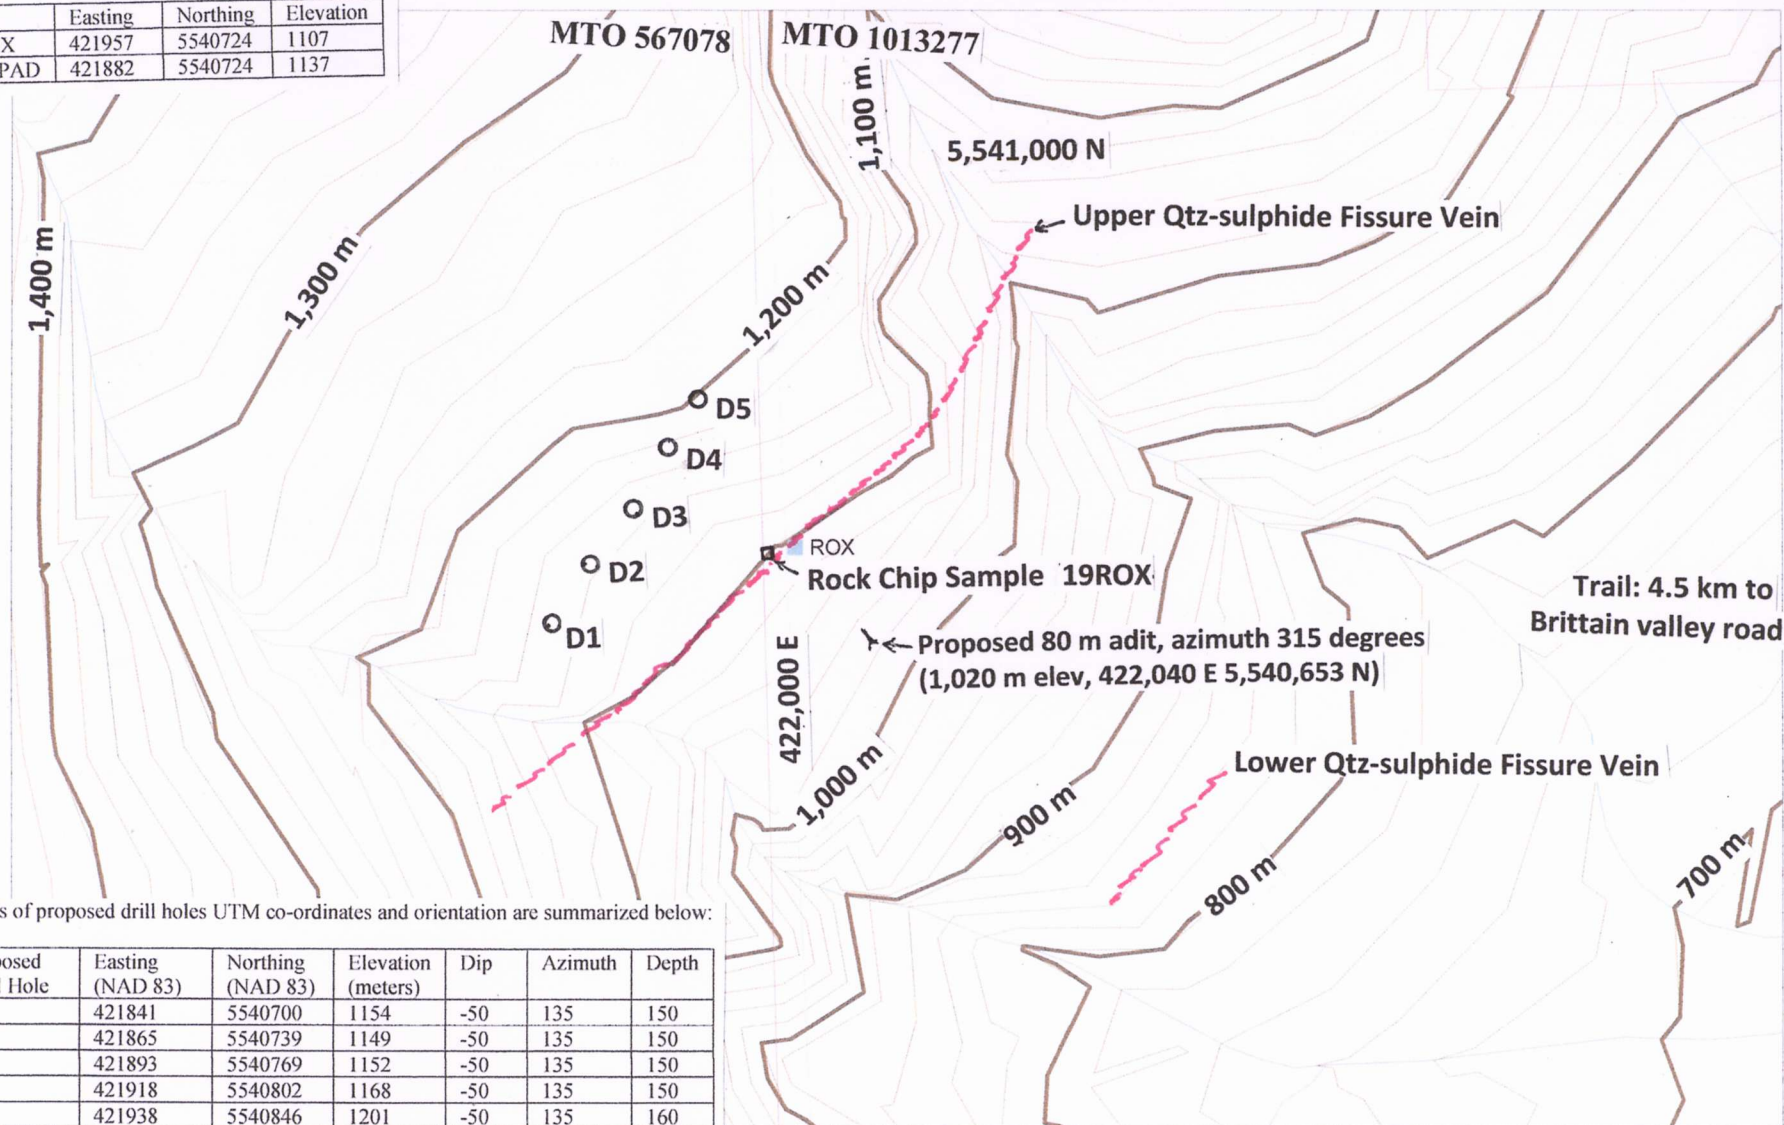 Easting Northing Elevation
X 421957 5540724 1107
PAD 421882 5540724 1137
MTO 567078
MTO 1013277
1,100 m
5,541,000 N
Upper Qtz-sulphide Fissure Vein
1,400 m
1,300 m
1,200 m
D5
D4
D3
ROX
D2
Rock Chip Sample 19ROX
Trail: 4.5 km to
Brittain valley road
D1
Proposed 80 m adit, azimuth 315 degrees
(1,020 m elev, 422,040 E 5,540,653 N)
422,000 E
Lower Qtz-sulphide Fissure Vein
1,000 m
900 m
800 m
700 m
s of proposed drill holes UTM co-ordinates and orientation are summarized below:
osed Easting Northing Elevation Dip Azimuth Depth
Hole (NAD 83) (NAD 83) (meters)
421841 5540700 1154 -50 135 150
421865 5540739 1149 -50 135 150
421893 5540769 1152 -50 135 150
421918 5540802 1168 -50 135 150
421938 5540846 1201 -50 135 160